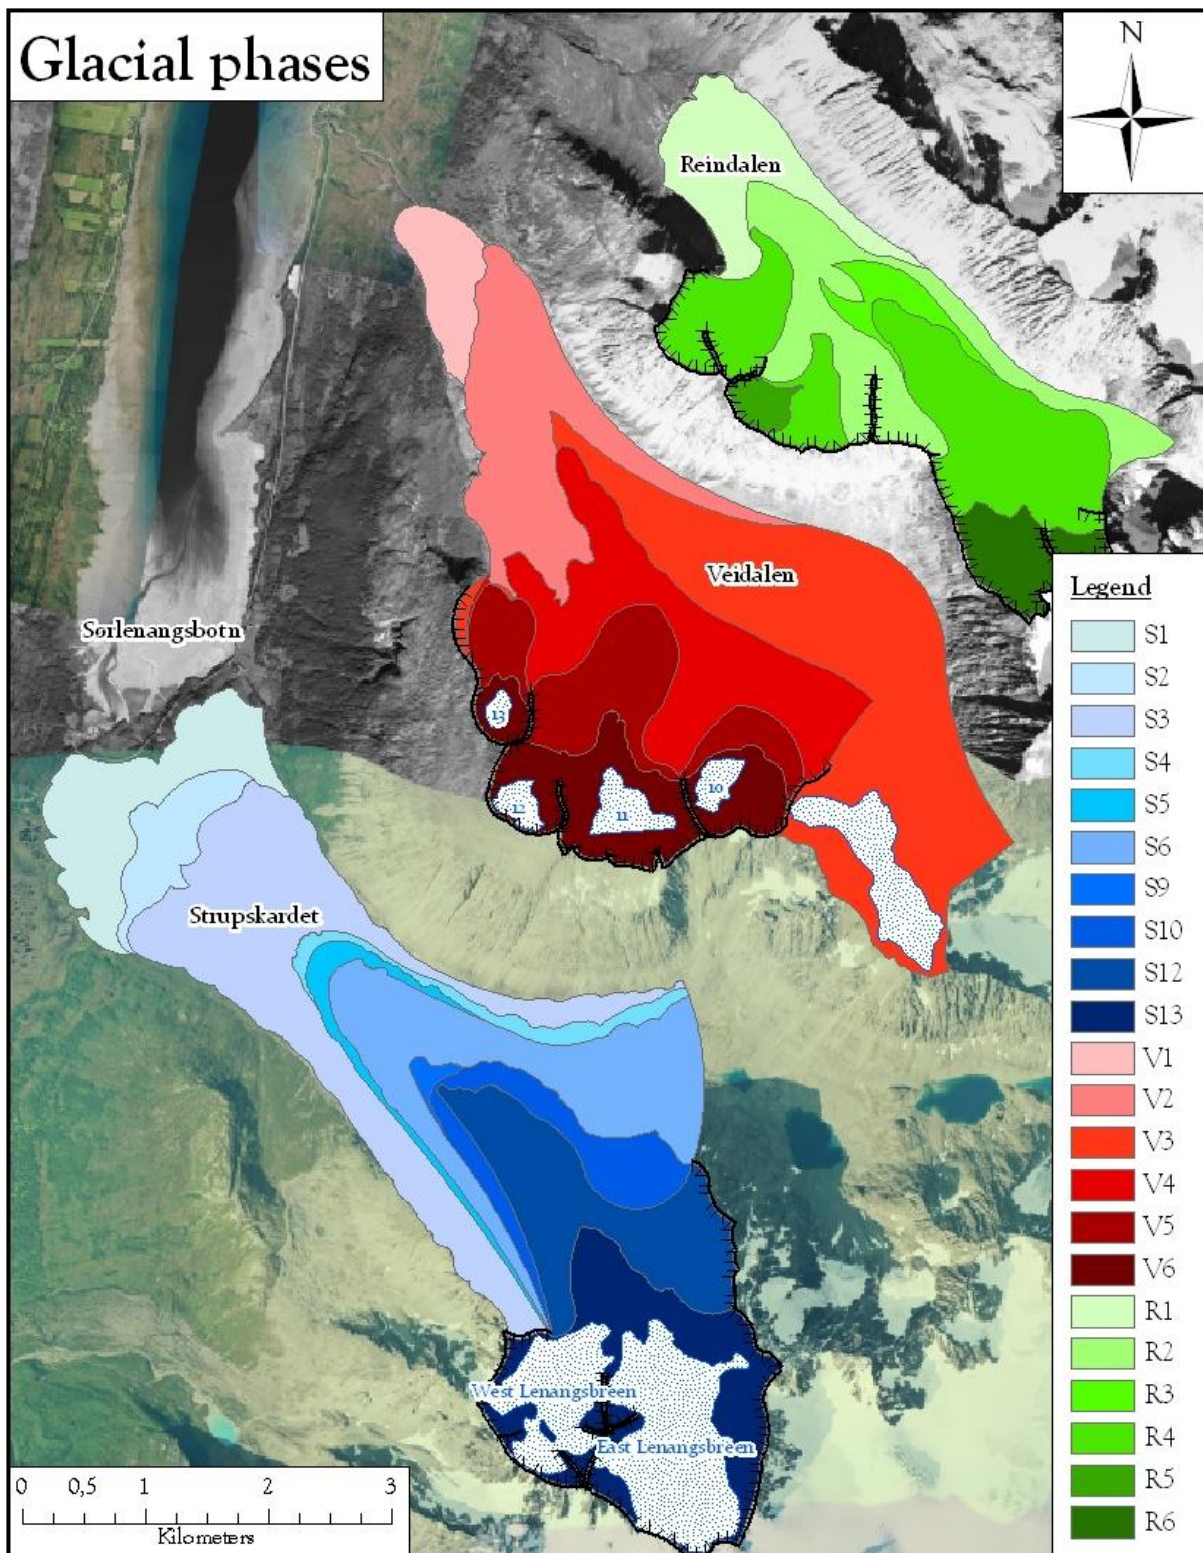 Glacial phases
N
Reindalen
Veidalen
Sørlenangsbotn
13
12
11
10
Strupskardet
West Lenangsbreen
East Lenangsbreen
Legend
S1
S2
S3
S4
S5
S6
S9
S10
S12
S13
V1
V2
V3
V4
V5
V6
R1
R2
R3
R4
R5
R6
0 0,5 1 2 3
Kilometers